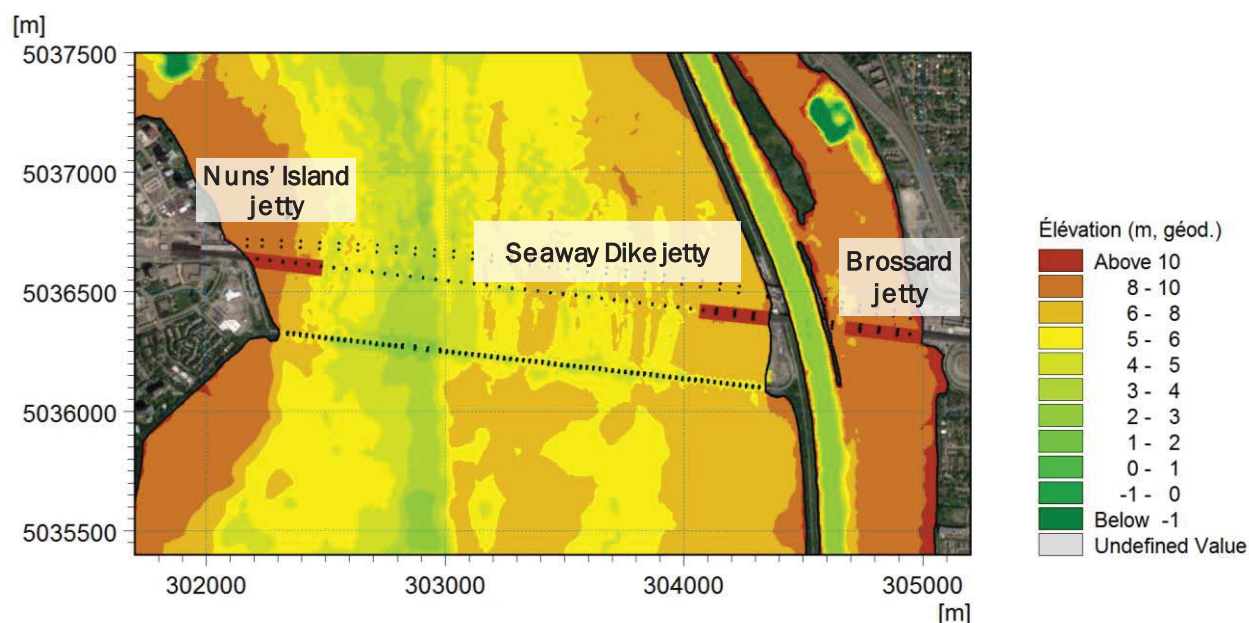 [m]
5037500
5037000
5036500
5036000
5035500
Nuns' Island
jetty
Seaway Dike jetty
Brossard
jetty
302000
303000
304000
305000
[m]
Élévation (m, géod.)
Above 10
8 - 10
6 - 8
5 - 6
4 - 5
3 - 4
2 - 3
1 - 2
0 - 1
-1 - 0
Below -1
Undefined Value